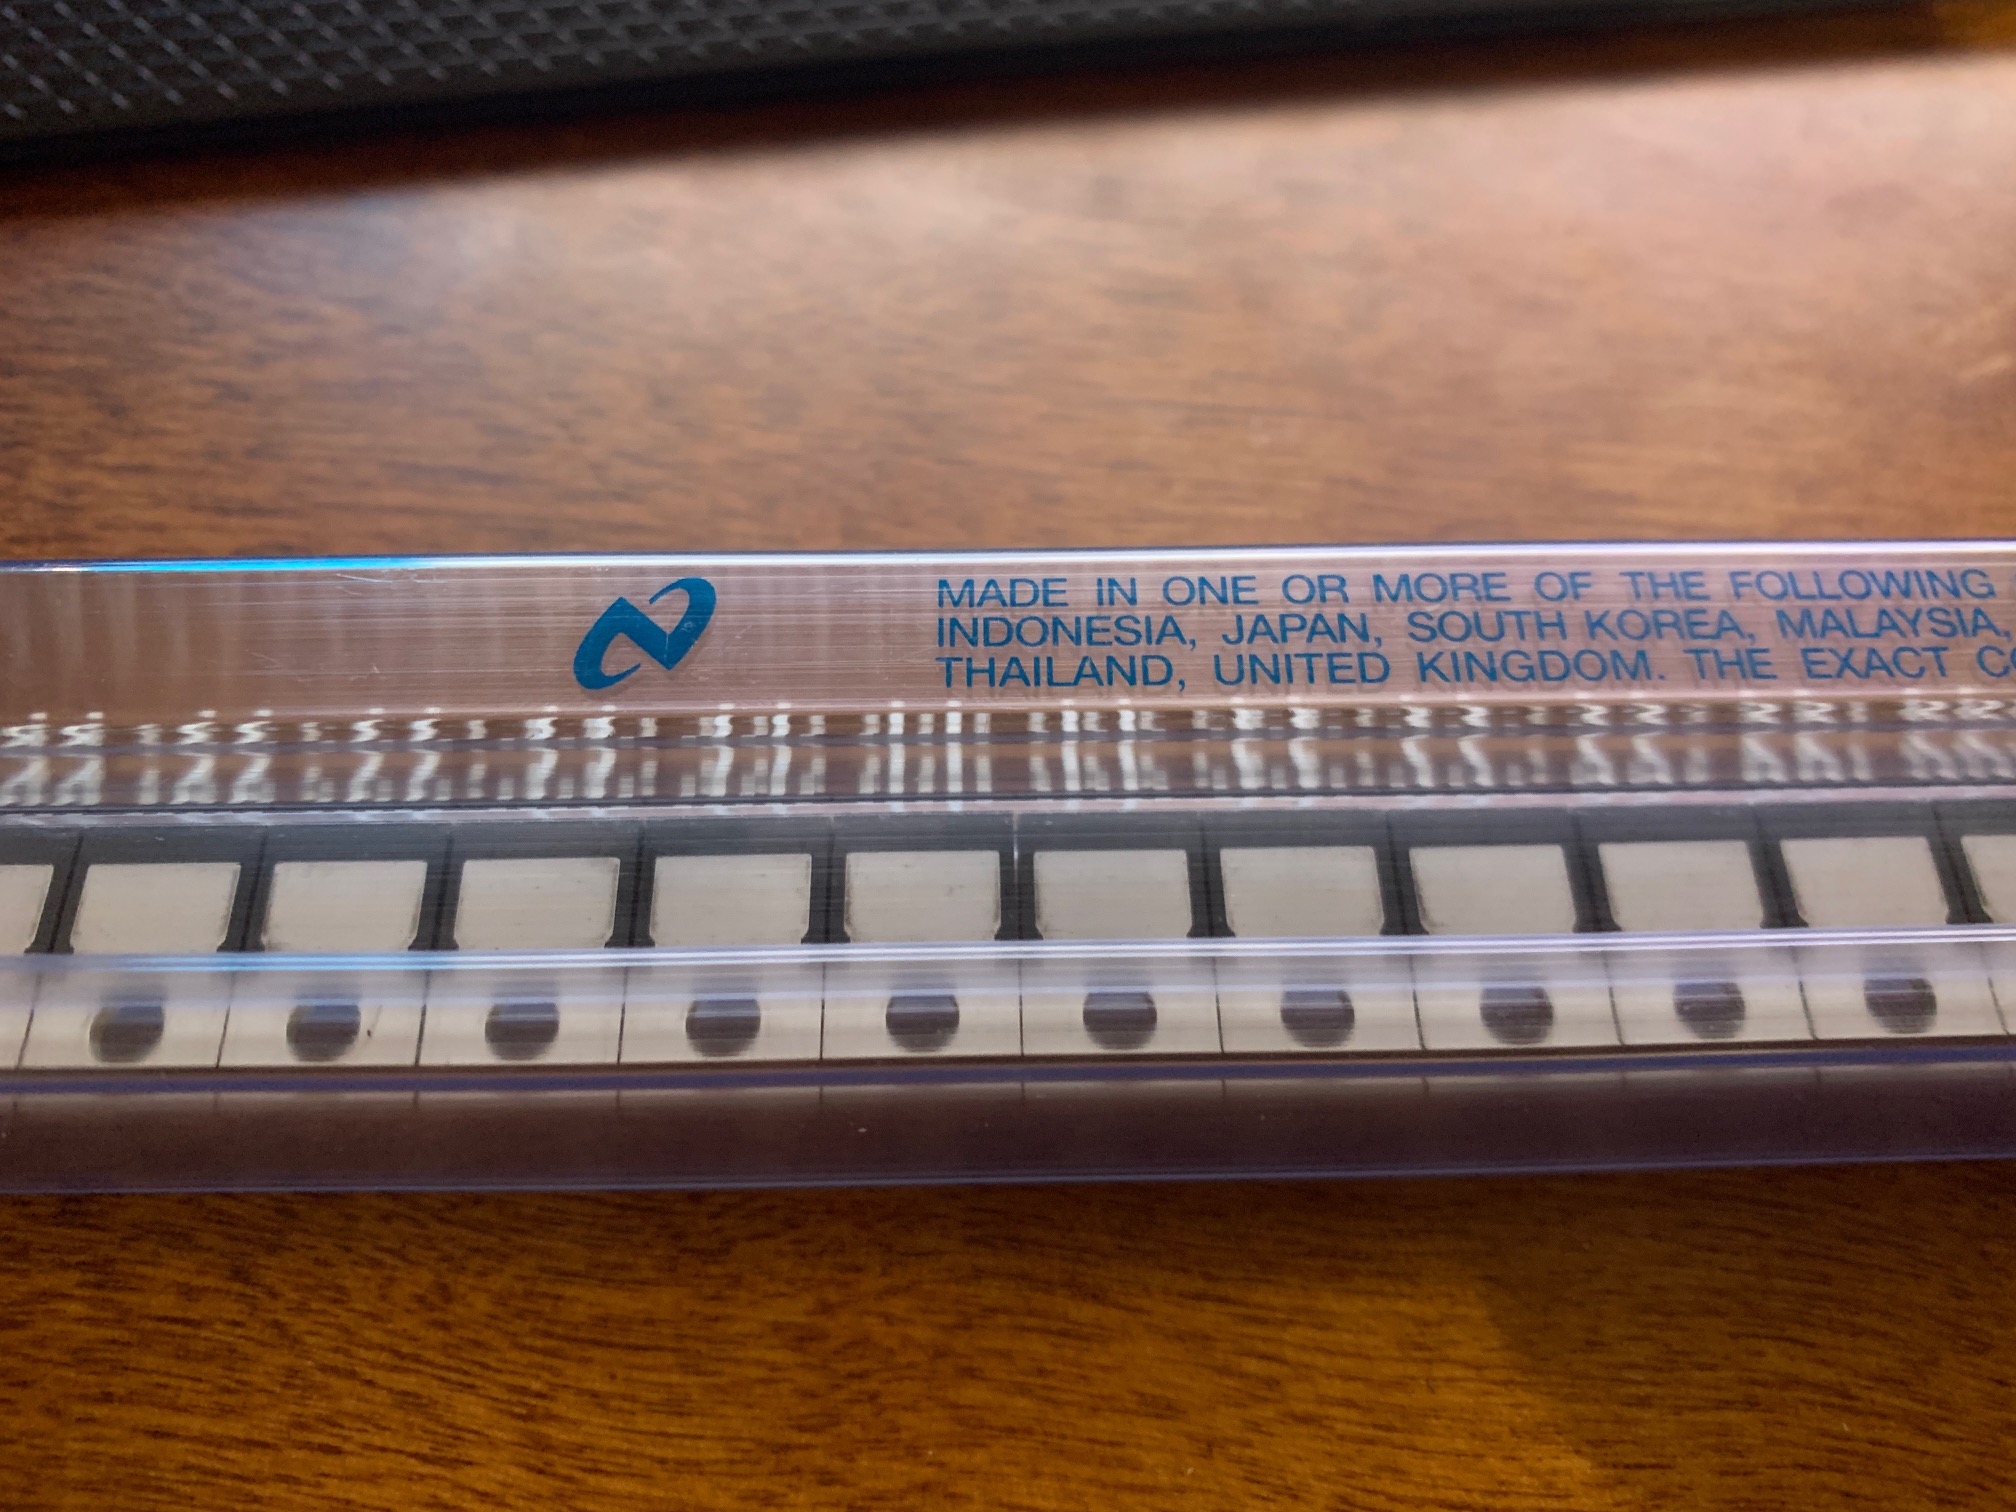 MADE IN ONE OR MORE OF THE FOLLOWING
INDONESIA, JAPAN, SOUTH KOREA, MALAYSIA,
THAILAND, UNITED KINGDOM. THE EXACT